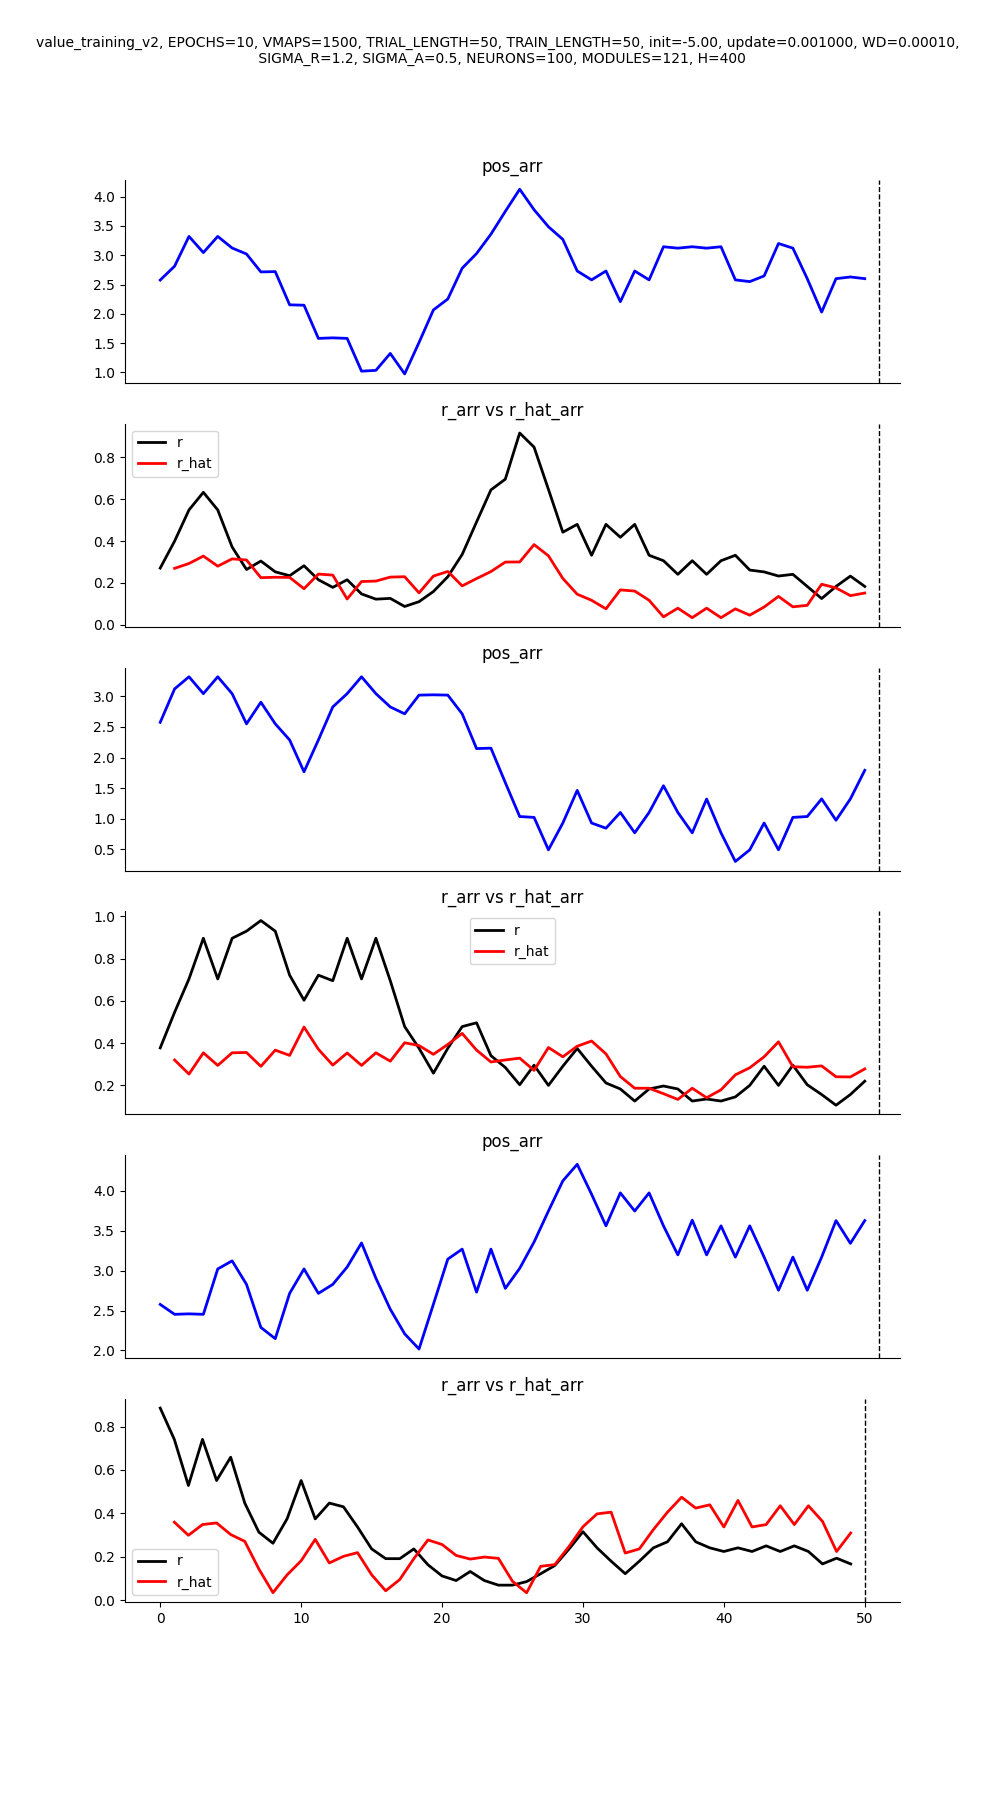 value_training_v2, EPOCHS=10, VMAPS=1500, TRIAL_LENGTH=50, TRAIN_LENGTH=50, init=-5.00, update=0.001000, WD=0.00010,
SIGMA_R=1.2, SIGMA_A=0.5, NEURONS=100, MODULES=121, H=400
pos_arr
4.0
3.5
3.0
2.5
2.0
1.5
1.0
r_arr vs r_hat_arr
r
r_hat
0.8
0.6
0.4
0.2
0.0
pos_arr
3.0
2.5
2.0
1.5
1.0
0.5
r_arr vs r_hat_arr
r
r_hat
1.0
0.8
0.6
0.4
0.2
pos_arr
4.0
3.5
3.0
2.5
2.0
r_arr vs r_hat_arr
0.8
0.6
0.4
0.2
0.0
r
r_hat
0 10 20 30 40 50